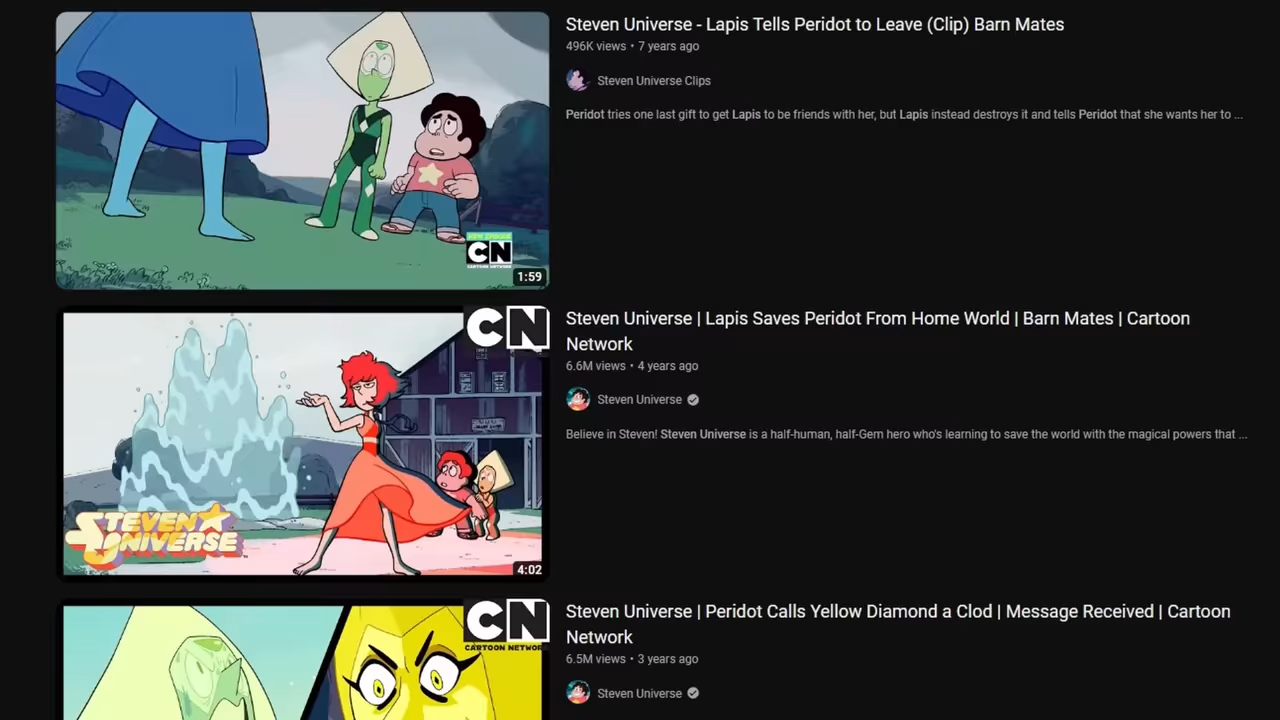 Steven Universe - Lapis Tells Peridot to Leave (Clip) Barn Mates
496K views • 7 years ago
Steven Universe Clips
Peridot tries one last gift to get Lapis to be friends with her, but Lapis instead destroys it and tells Peridot that she wants her to ...
CN
CARTOON NETWORK
1:59
Steven Universe | Lapis Saves Peridot From Home World | Barn Mates | Cartoon
Network
6.6M views • 4 years ago
Steven Universe
Believe in Steven! Steven Universe is a half-human, half-Gem hero who's learning to save the world with the magical powers that ...
CN
STEVEN
UNIVERSE
4:02
Steven Universe | Peridot Calls Yellow Diamond a Clod | Message Received | Cartoon
Network
6.5M views • 3 years ago
Steven Universe
CN
CARTOON NETWOR